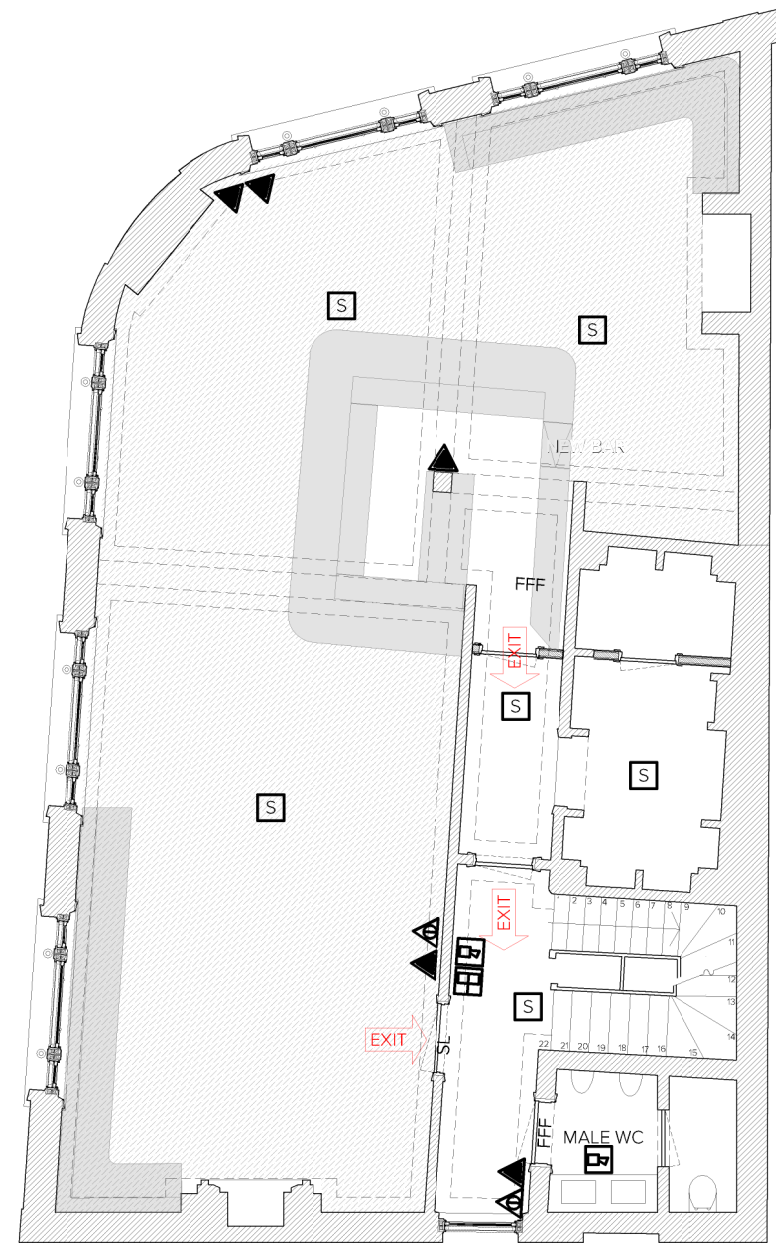 S
S
NEW BAR
FFF
EXIT
S
S
S
2 3 4 5 6 7 8 9 10
11
12
13
14
15
16
17
18
19
20
21
22
EXIT
S
EXIT
SL
FFF
MALE WC